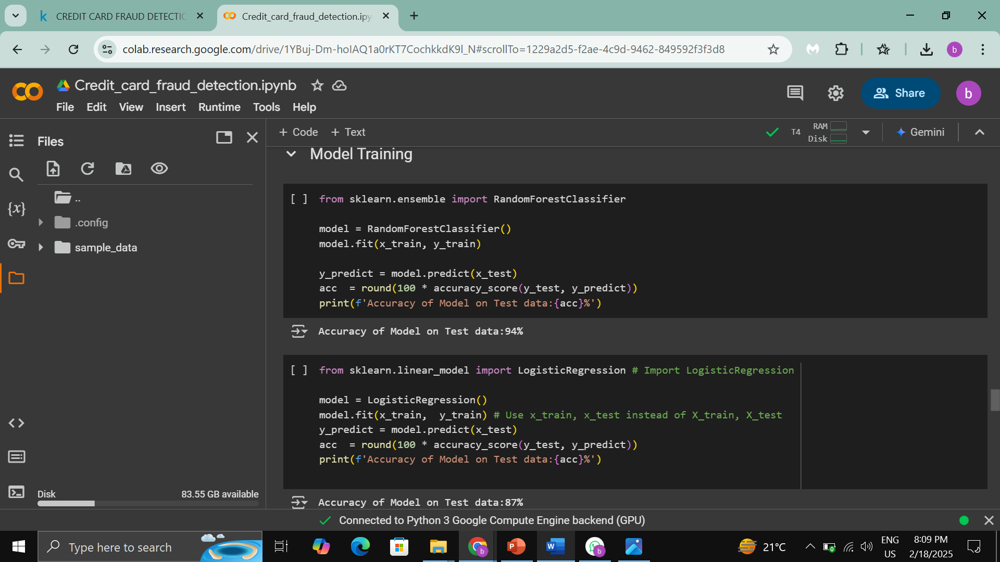 CREDIT CARD FRAUD DETECTIO
Credit_card_fraud_detection.ipy
colab.research.google.com/drive/1YBuj-Dm-hoIAQ1a0rKT7CochkkdK9l_N#scrollTo=1229a2d5-f2ae-4c9d-9462-849592f3f3d8
b
Credit_card_fraud_detection.ipynb
Share
b
File Edit View Insert Runtime Tools Help
Files
+ Code + Text
T4
RAM
Disk
Gemini
..
.config
sample_data
Disk 83.55 GB available
Model Training
[ ] from sklearn.ensemble import RandomForestClassifier
model = RandomForestClassifier()
model.fit(x_train, y_train)
y_predict = model.predict(x_test)
acc  = round(100 * accuracy_score(y_test, y_predict))
print(f'Accuracy of Model on Test data:{acc}%')
Accuracy of Model on Test data:94%
[ ] from sklearn.linear_model import LogisticRegression # Import LogisticRegression
model = LogisticRegression()
model.fit(x_train,  y_train) # Use x_train, x_test instead of X_train, X_test
y_predict = model.predict(x_test)
acc  = round(100 * accuracy_score(y_test, y_predict))
print(f'Accuracy of Model on Test data:{acc}%')
Accuracy of Model on Test data:87%
Connected to Python 3 Google Compute Engine backend (GPU)
Type here to search
21°C
ENG
US
8:09 PM
2/18/2025